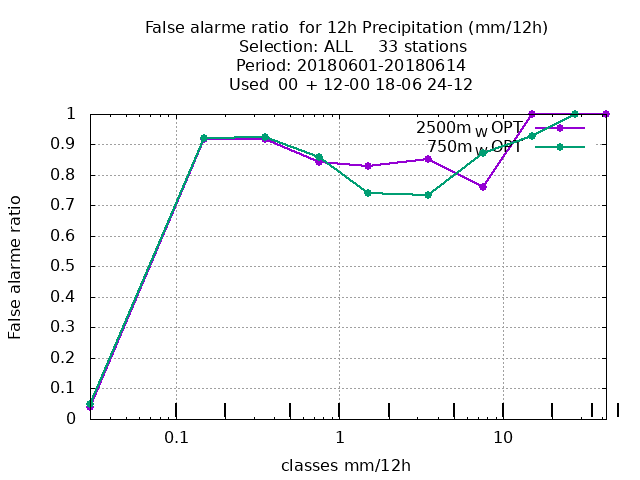 False alarme ratio  for 12h Precipitation (mm/12h)
Selection: ALL     33 stations
Period: 20180601-20180614
Used  00 + 12-00 18-06 24-12
2500m WOPT
750m WOPT
1
0.9
0.8
0.7
0.6
0.5
0.4
0.3
0.2
0.1
0
False alarme ratio
0.1 1 10
classes mm/12h